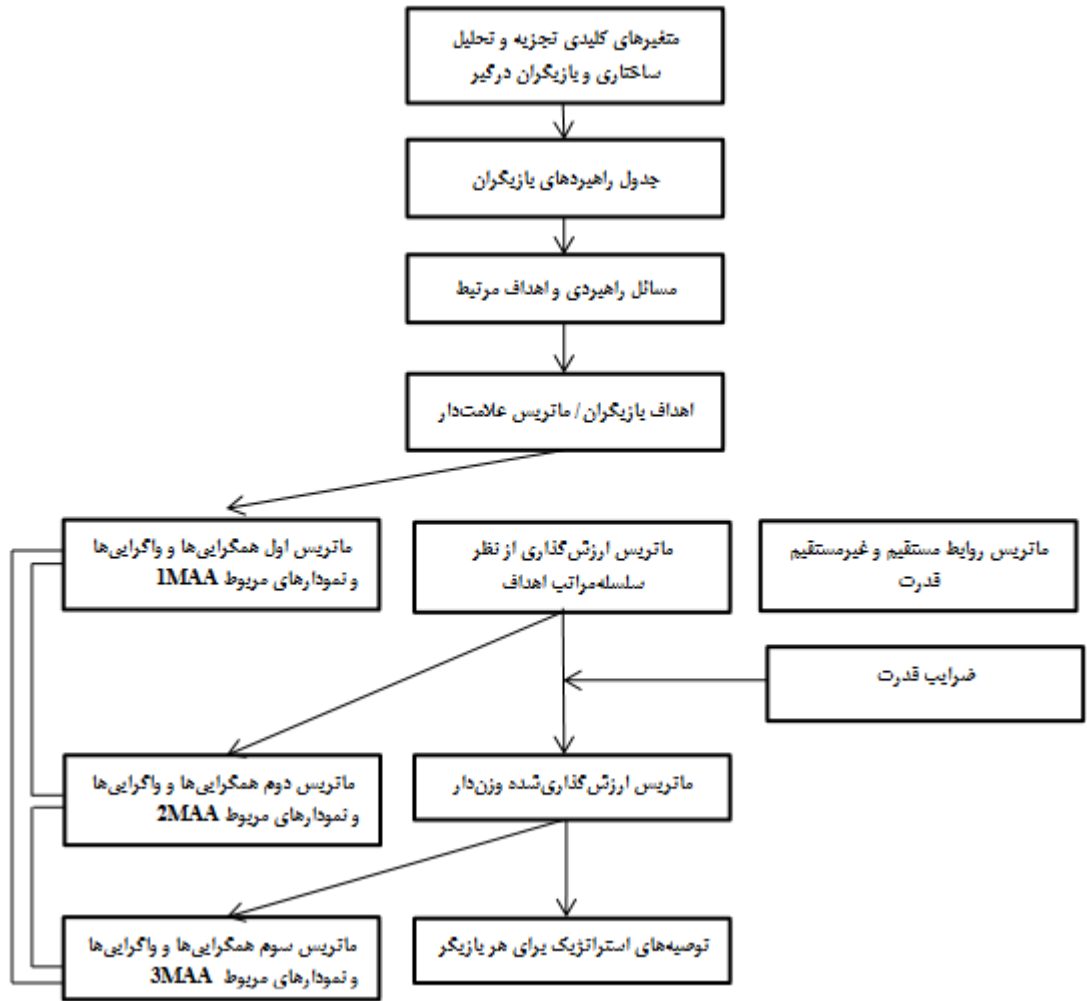 متغیرهای کلیدی تجزیه و تحلیل
ساختاری و بازیگران درگیر
جدول راهبردهای بازیگران
مسائل راهبردی و اهداف مرتبط
اهداف بازیگران / ماتریس علامت‌دار
ماتریس روابط مستقیم و غیرمستقیم
قدرت
ماتریس ارزش‌گذاری از نظر
سلسله‌مراتب اهداف
ماتریس اول همگرایی‌ها و واگرایی‌ها
و نمودارهای مربوط 1MAA
ضرایب قدرت
ماتریس ارزش‌گذاری‌شده وزن‌دار
ماتریس دوم همگرایی‌ها و واگرایی‌ها
و نمودارهای مربوط 2MAA
توصیه‌های استراتژیک برای هر بازیگر
ماتریس سوم همگرایی‌ها و واگرایی‌ها
و نمودارهای مربوط 3MAA